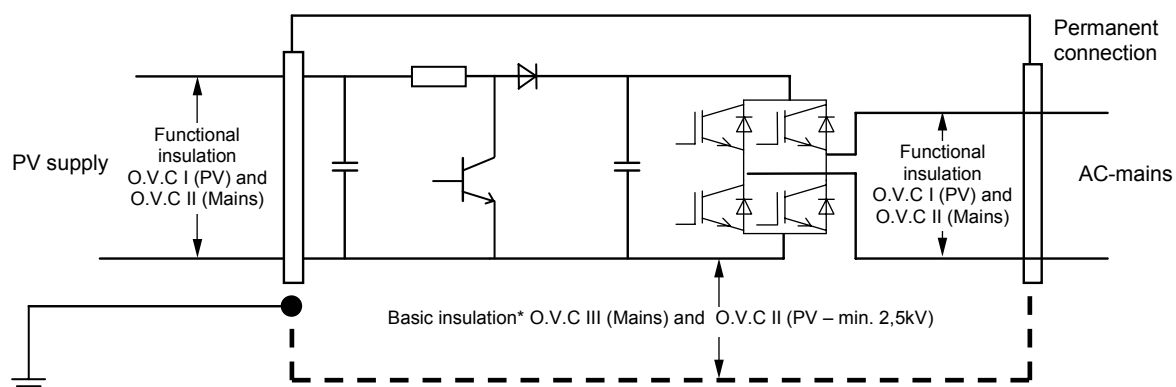 Permanent
connection
PV supply
Functional
insulation
O.V.C I (PV) and
O.V.C II (Mains)
Functional
insulation
O.V.C I (PV) and
O.V.C II (Mains)
AC-mains
Basic insulation* O.V.C III (Mains) and O.V.C II (PV – min. 2,5kV)